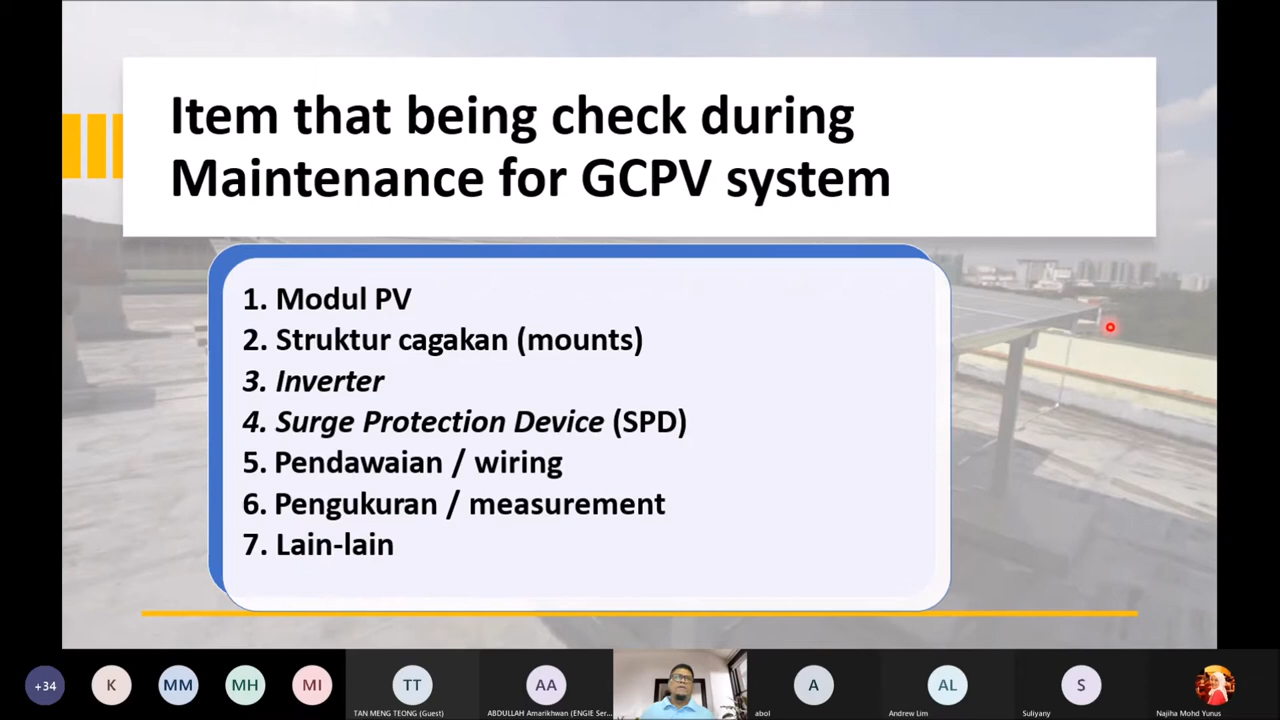 Item that being check during
Maintenance for GCPV system
1. Modul PV
2. Struktur cagakan (mounts)
3. Inverter
4. Surge Protection Device (SPD)
5. Pendawaian / wiring
6. Pengukuran / measurement
7. Lain-lain
+34
K
MM
MH
MI
TT
AA
A
AL
S
TAN MENG TEONG (Guest)
ABDULLAH Amarikhwan (ENGIE Ser...
abol
Andrew Lim
Suliyany
Najiha Mohd Yunus